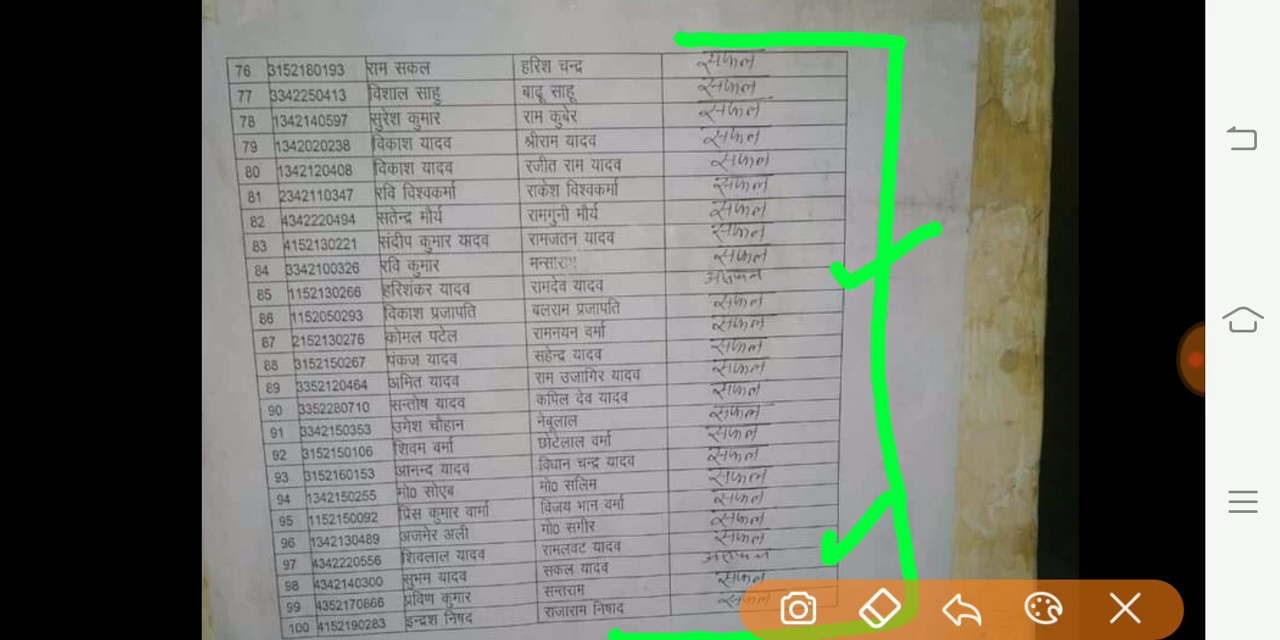 76 3152180193 राम सकल हरिश चन्द्र सफल
77 3342250413 विशाल साहु बाढू साहू सफल
78 1342140597 सुरेश कुमार राम कुबेर सफल
79 1342020238 विकाश यादव श्रीराम यादव सफल
80 1342120408 विकाश यादव रजीत राम यादव सफल
81 2342110347 रवि विश्वकर्मा राकेश विश्वकर्मा सफल
82 4342220494 सतेन्द्र मौर्य रामगुनी मौर्य सफल
83 4152130221 संदीप कुमार यादव रामजतन यादव सफल
84 3342100326 रवि कुमार मन्साराम सफल
85 1152130266 हरिशंकर यादव रामदेव यादव असफल
86 1152050293 विकाश प्रजापति बलराम प्रजापति सफल
87 2152130276 कोमल पटेल रामनयन वर्मा सफल
88 3152150267 पंकज यादव सहेन्द्र यादव सफल
89 3352120464 अमित यादव राम उजागिर यादव सफल
90 3352280710 सन्तोष यादव कपिल देव यादव सफल
91 3342150353 उमेश चौहान नेबूलाल सफल
92 3152150106 शिवम वर्मा छोटेलाल वर्मा सफल
93 3152160153 आनन्द यादव विधान चन्द्र यादव सफल
94 1342150255 मो0 सोएब मो0 सलिम सफल
95 1152150092 प्रिंस कुमार वार्मा विजय भान वर्मा सफल
96 1342130489 अजमेर अली मो0 सगीर सफल
97 4342220556 शिवलाल यादव रामलवट यादव सफल
98 4342140300 सुभम यादव सकल यादव असफल
99 4352170866 प्रविण कुमार सन्तराम सफल
100 4152190283 इन्द्रश निषद राजाराम निषाद सफल